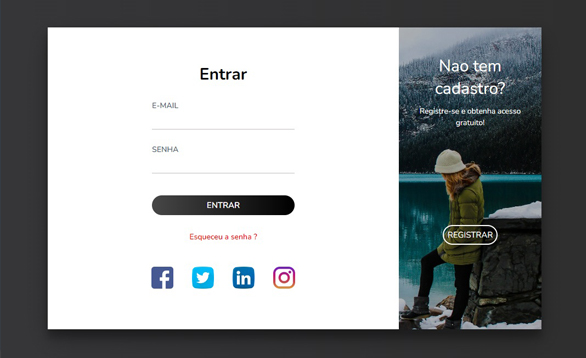 Entrar
E-MAIL
SENHA
ENTRAR
Esqueceu a senha ?
Nao tem
cadastro?
Registre-se e obtenha acesso
gratuito!
REGISTRAR